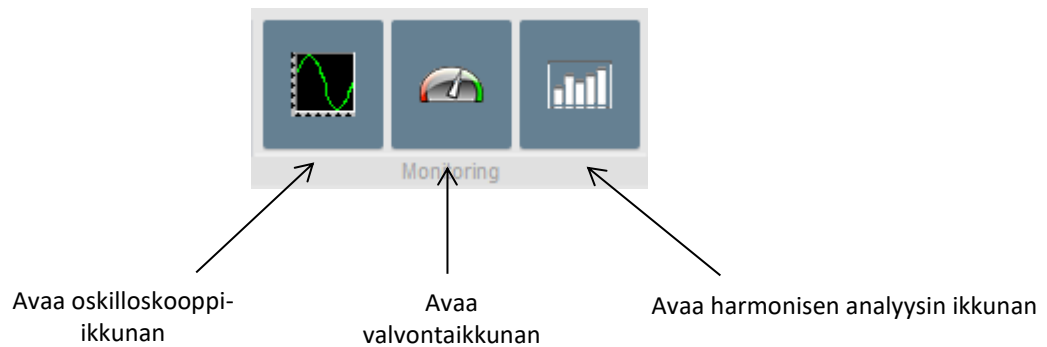 Monitoring
Avaa oskilloskooppi-
ikkunan
Avaa
valvontaikkunan
Avaa harmonisen analyysin ikkunan